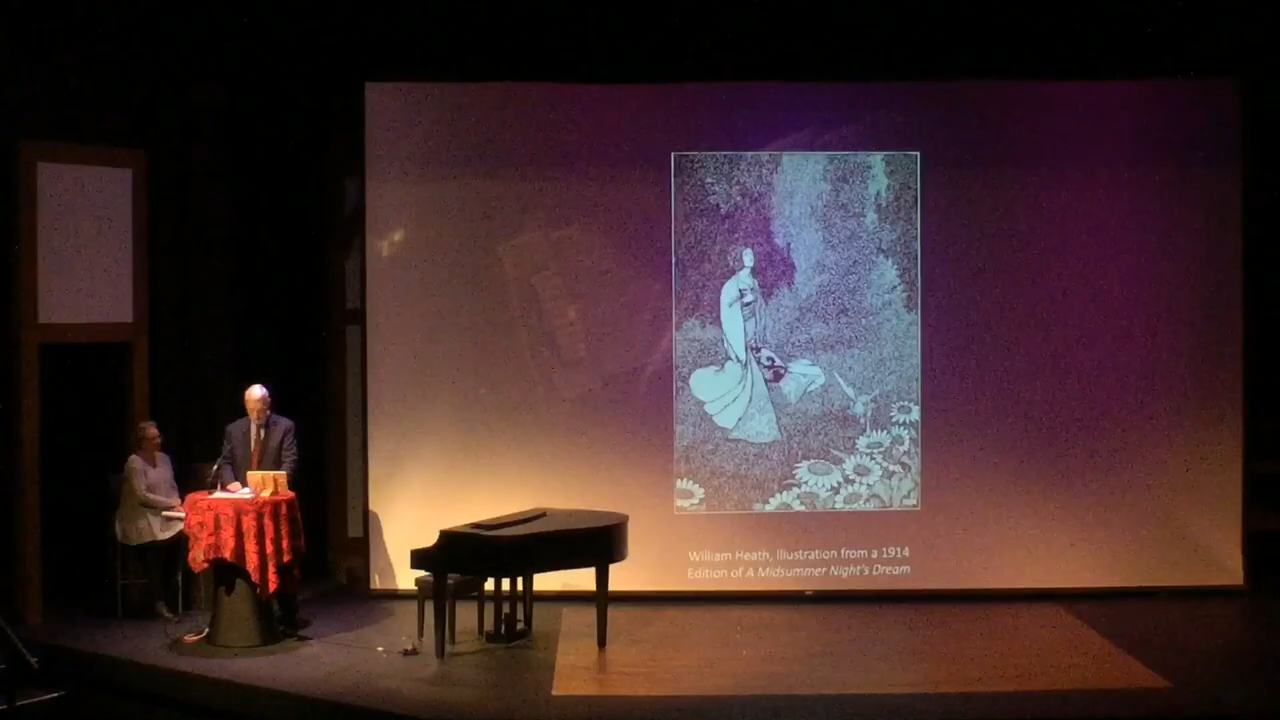 William Heath, Illustration from a 1914
Edition of A Midsummer Night's Dream